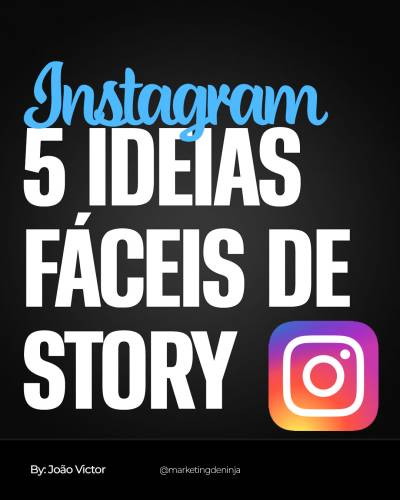 Instagram
5 IDEIAS
FÁCEIS DE
STORY
By: João Victor @marketingdeninja